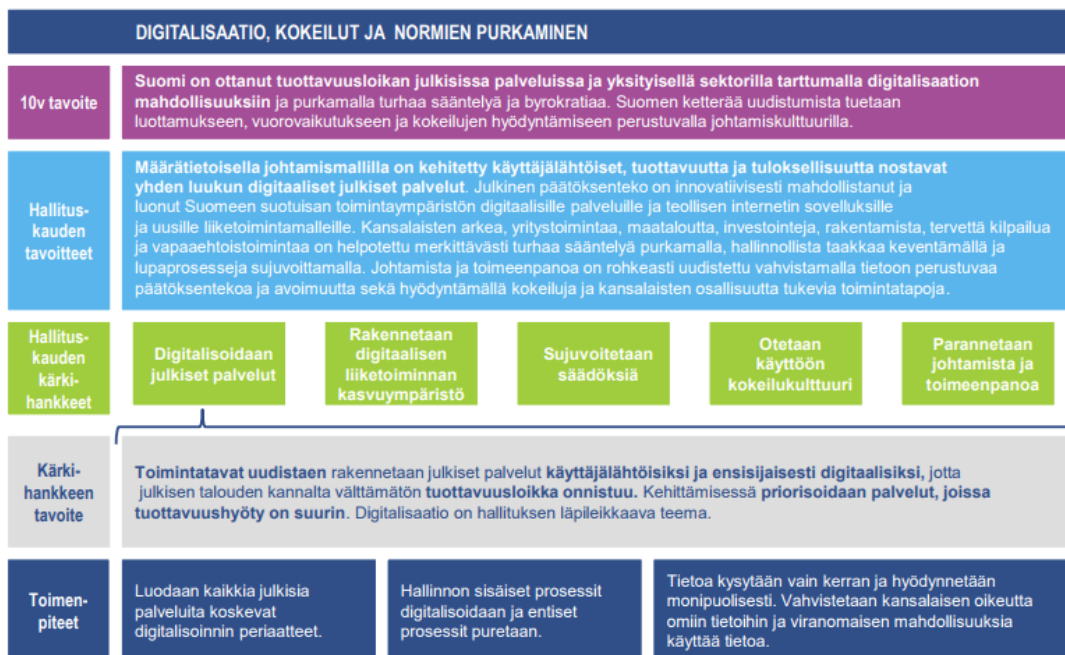 DIGITALISAATIO, KOKEILUT JA NORMIEN PURKAMINEN
10v tavoite
Suomi on ottanut tuottavuusloikan julkisissa palveluissa ja yksityisellä sektorilla tarttumalla digitalisaation
mahdollisuuksiin ja purkamalla turhaa sääntelyä ja byrokratiaa. Suomen ketterää uudistumista tuetaan
luottamukseen, vuorovaikutukseen ja kokeilujen hyödyntämiseen perustuvalla johtamiskulttuurilla.
Hallitus-
kauden
tavoitteet
Määrätietoisella johtamismallilla on kehitetty käyttäjälähtöiset, tuottavuutta ja tuloksellisuutta nostavat
yhden luukun digitaaliset julkiset palvelut. Julkinen päätöksenteko on innovatiivisesti mahdollistanut ja
luonut Suomeen suotuisan toimintaympäristön digitaalisille palveluille ja teollisen internetin sovelluksille
ja uusille liiketoimintamalleille. Kansalaisten arkea, yritystoimintaa, maataloutta, investointeja, rakentamista, tervettä kilpailua
ja vapaaehtoistoimintaa on helpotettu merkittävästi turhaa sääntelyä purkamalla, hallinnollista taakkaa keventämällä ja
lupaprosesseja sujuvoittamalla. Johtamista ja toimeenpanoa on rohkeasti uudistettu vahvistamalla tietoon perustuvaa
päätöksentekoa ja avoimuutta sekä hyödyntämällä kokeiluja ja kansalaisten osallisuutta tukevia toimintatapoja.
Hallitus-
kauden
kärki-
hankkeet
Digitalisoidaan
julkiset palvelut
Rakennetaan
digitaalisen
liiketoiminnan
kasvuympäristö
Sujuvoitetaan
säädöksiä
Otetaan
käyttöön
kokeilukulttuuri
Parannetaan
johtamista ja
toimeenpanoa
Kärki-
hankkeen
tavoite
Toimintatavat uudistaen rakennetaan julkiset palvelut käyttäjälähtöisiksi ja ensisijaisesti digitaalisiksi, jotta
julkisen talouden kannalta välttämätön tuottavuusloikka onnistuu. Kehittämisessä priorisoidaan palvelut, joissa
tuottavuushyöty on suurin. Digitalisaatio on hallituksen läpileikkaava teema.
Toimen-
piteet
Luodaan kaikkia julkisia
palveluita koskevat
digitalisoinnin periaatteet.
Hallinnon sisäiset prosessit
digitalisoidaan ja entiset
prosessit puretaan.
Tietoa kysytään vain kerran ja hyödynnetään
monipuolisesti. Vahvistetaan kansalaisen oikeutta
omiin tietoihin ja viranomaisen mahdollisuuksia
käyttää tietoa.